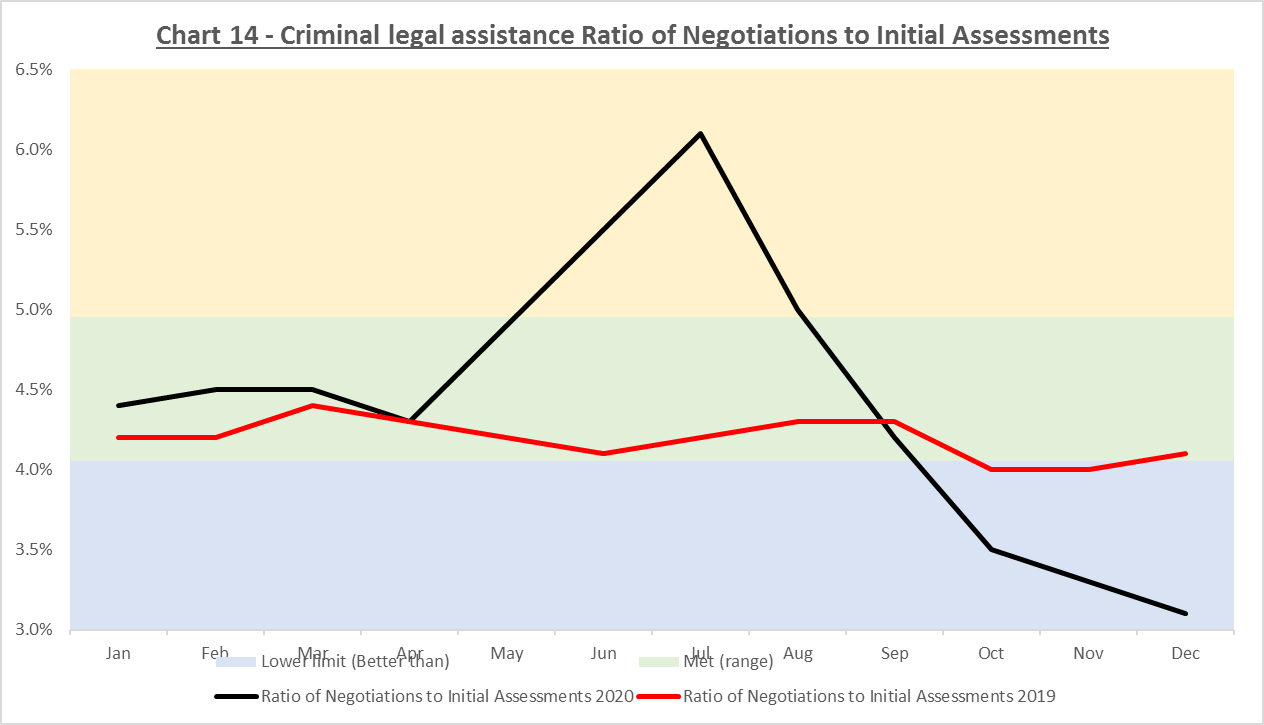 Chart 14 - Criminal legal assistance Ratio of Negotiations to Initial Assessments
6.5%
6.0%
5.5%
5.0%
4.5%
4.0%
3.5%
3.0%
Jan Feb Mar Apr May Jun Jul Aug Sep Oct Nov Dec
Lower limit (Better than) Met (range)
Ratio of Negotiations to Initial Assessments 2020 Ratio of Negotiations to Initial Assessments 2019